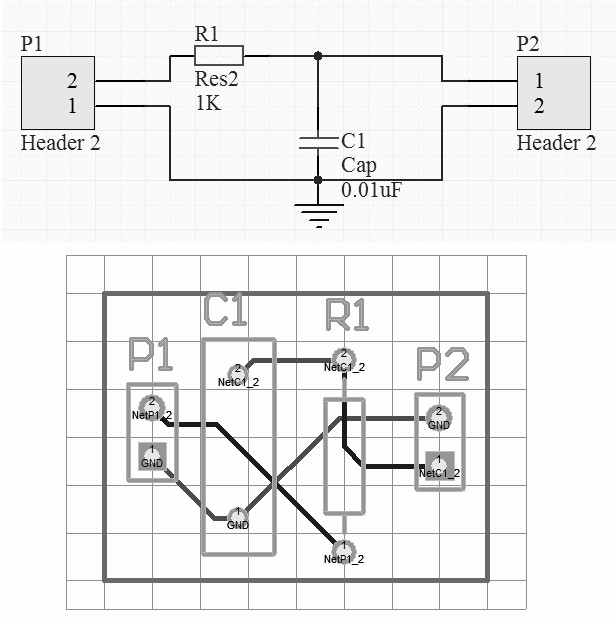 P1
R1
P2
2
Res2
1
1
1K
2
Header 2
C1
Header 2
Cap
0.01uF
C1
R1
P1
P2
2
NetC1_2
NetC1_2
2
NetP1_2
2
GND
1
GND
1
NetC1_2
1
GND
1
NetP1_2